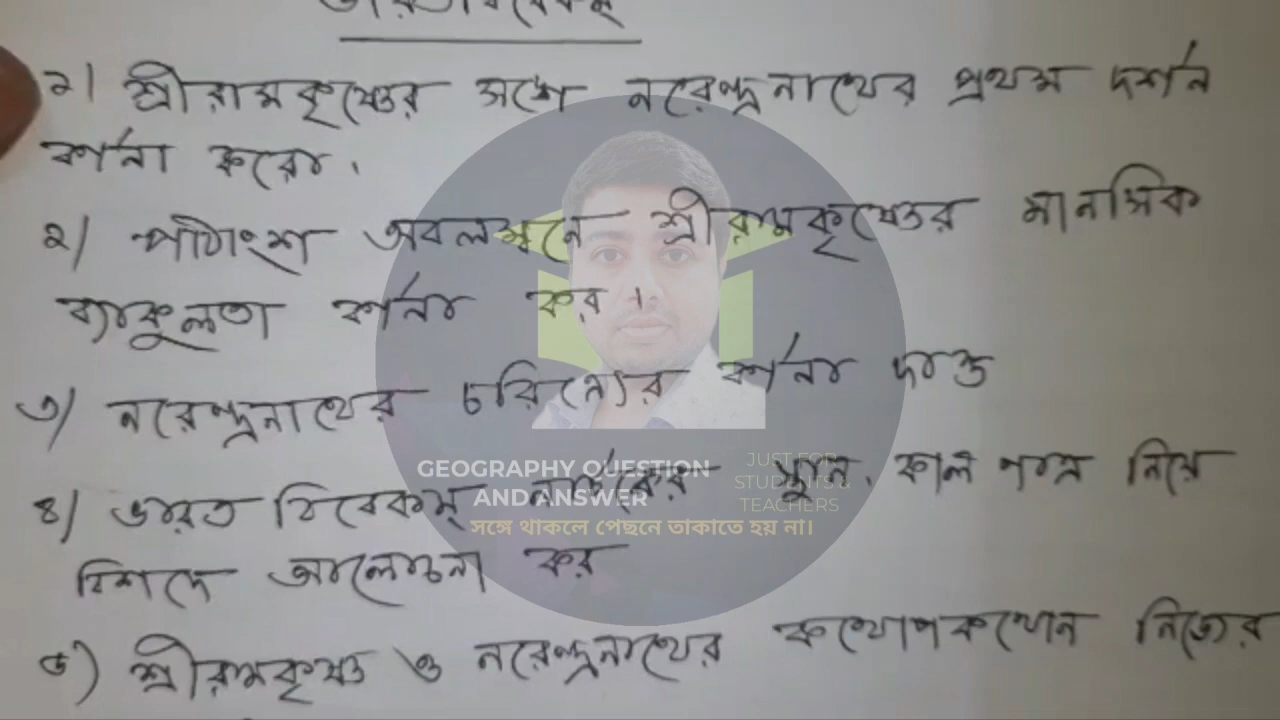 ভারতবিবেকম্
১। শ্রীরামকৃষ্ণের সঙ্গে নরেন্দ্রনাথের প্রথম দর্শন
বর্ণনা করো।
২/ পাঠাংশ অবলম্বনে শ্রীরামকৃষ্ণের মানসিক
ব্যাকুলতা বর্ণনা কর।
৩/ নরেন্দ্রনাথের চরিত্রের বর্ণনা দাও
GEOGRAPHY QUESTION
AND ANSWER
JUST FOR
STUDENTS &
TEACHERS
সঙ্গে থাকলে পেছনে তাকাতে হয় না।
৪/ ভারত বিবেকম্ নাটকের স্থান, কাল পাত্র নিয়ে
বিশদে আলোচনা কর
৫) শ্রীরামকৃষ্ণ ও নরেন্দ্রনাথের কথোপকথোন নিজের